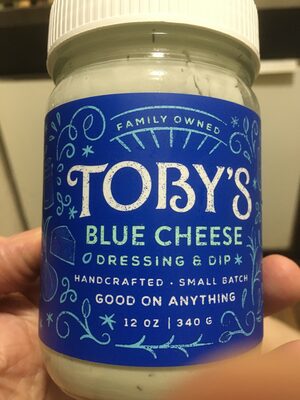 FAMILY OWNED
TOBY'S
BLUE CHEESE
DRESSING & DIP
HANDCRAFTED · SMALL BATCH
GOOD ON ANYTHING
12 OZ | 340 G